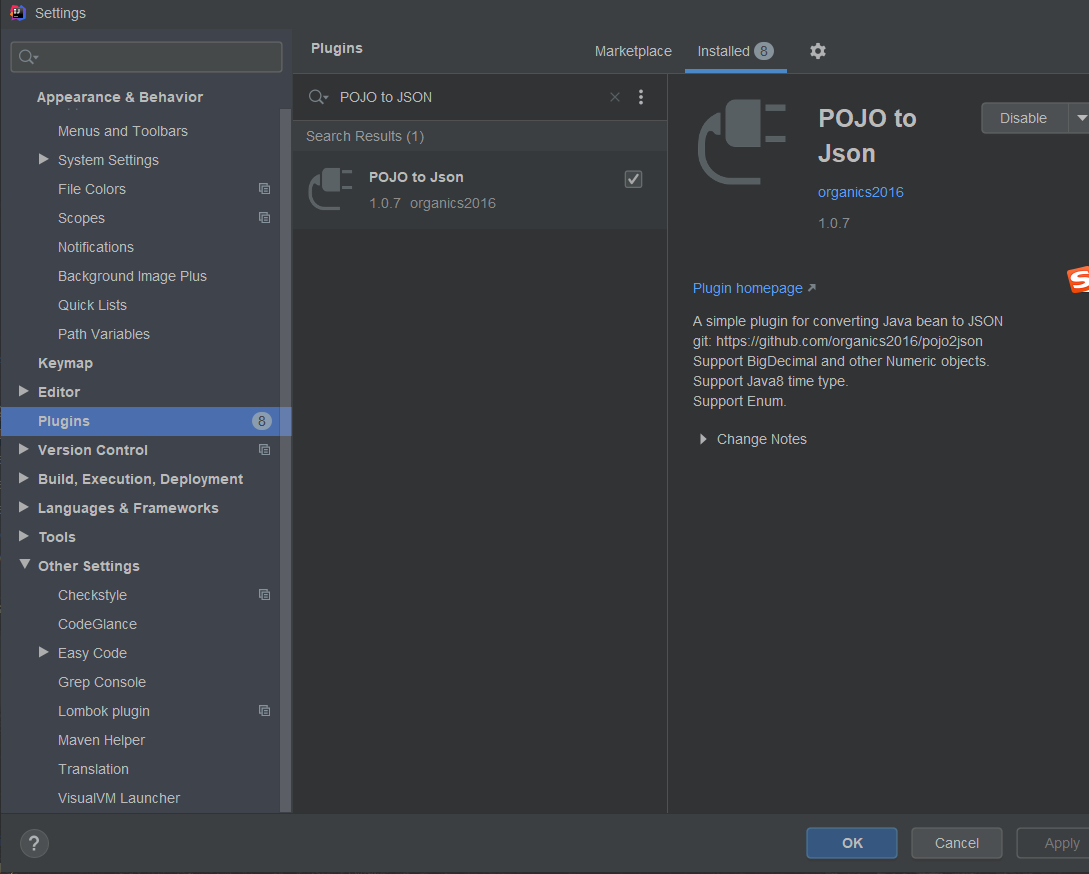 Settings
Appearance & Behavior
Menus and Toolbars
System Settings
File Colors
Scopes
Notifications
Background Image Plus
Quick Lists
Path Variables
Keymap
Editor
Plugins 8
Version Control
Build, Execution, Deployment
Languages & Frameworks
Tools
Other Settings
Checkstyle
CodeGlance
Easy Code
Grep Console
Lombok plugin
Maven Helper
Translation
VisualVM Launcher
Plugins
Marketplace
Installed 8
POJO to JSON
Search Results (1)
POJO to Json
1.0.7 organics2016
POJO to
Json
Disable
organics2016
1.0.7
Plugin homepage
A simple plugin for converting Java bean to JSON
git: https://github.com/organics2016/pojo2json
Support BigDecimal and other Numeric objects.
Support Java8 time type.
Support Enum.
Change Notes
?
OK
Cancel
Apply